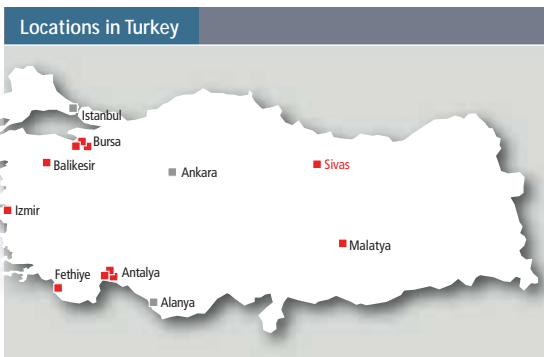 Locations in Turkey
Istanbul
Bursa
Balikesir
Ankara
Sivas
Izmir
Malatya
Fethiye
Antalya
Alanya